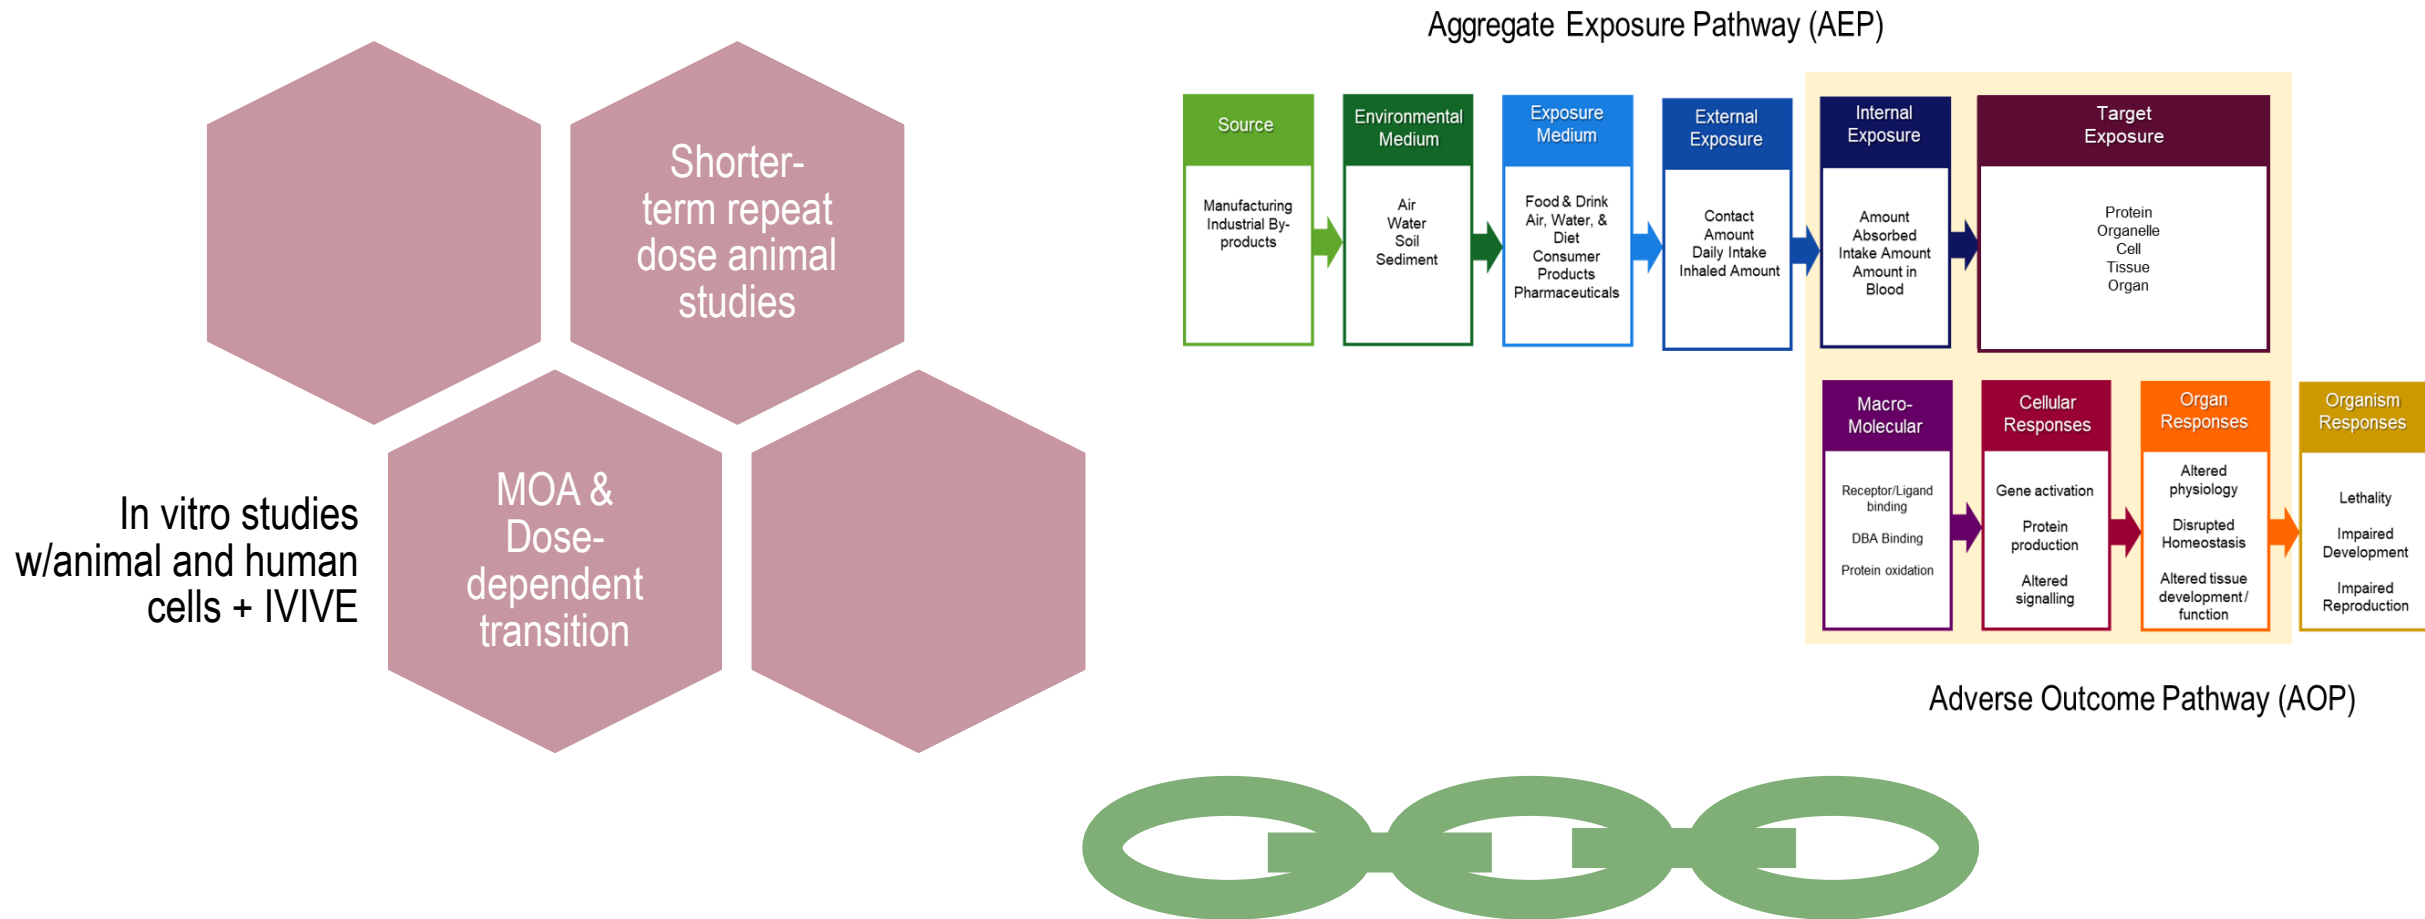 Shorter-
term repeat
dose animal
studies
In vitro studies
w/animal and human
cells + IVIVE
MOA &
Dose-
dependent
transition
Aggregate Exposure Pathway (AEP)
Source
Manufacturing
Industrial By-
products
Environmental
Medium
Air
Water
Soil
Sediment
Exposure
Medium
Food & Drink
Air, Water, &
Diet
Consumer
Products
Pharmaceuticals
External
Exposure
Contact
Amount
Daily Intake
Inhaled Amount
Internal
Exposure
Amount
Absorbed
Intake Amount
Amount in
Blood
Target
Exposure
Protein
Organelle
Cell
Tissue
Organ
Macro-
Molecular
Receptor/Ligand
binding
DBA Binding
Protein oxidation
Cellular
Responses
Gene activation
Protein
production
Altered
signalling
Organ
Responses
Altered
physiology
Disrupted
Homeostasis
Altered tissue
development /
function
Organism
Responses
Lethality
Impaired
Development
Impaired
Reproduction
Adverse Outcome Pathway (AOP)